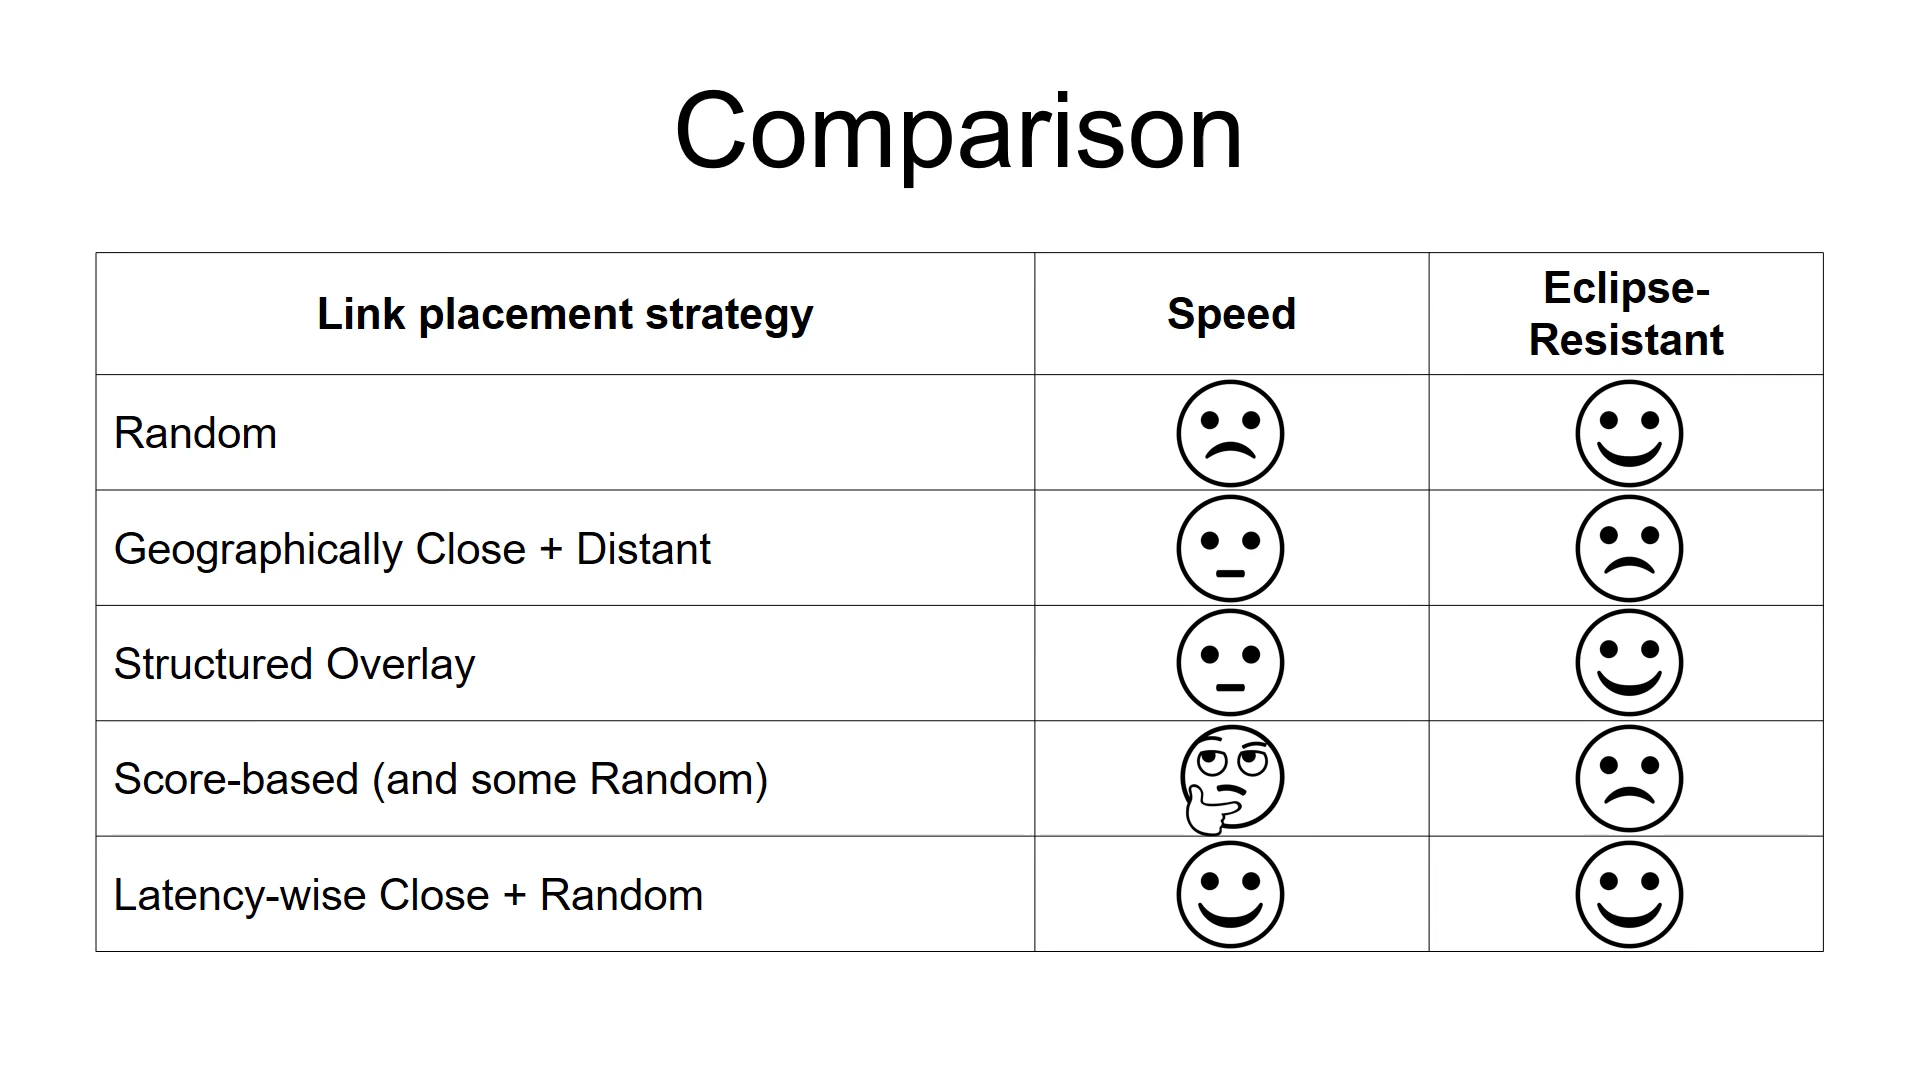 Comparison
Link placement strategy
Speed
Eclipse-
Resistant
Random
Geographically Close + Distant
Structured Overlay
Score-based (and some Random)
Latency-wise Close + Random